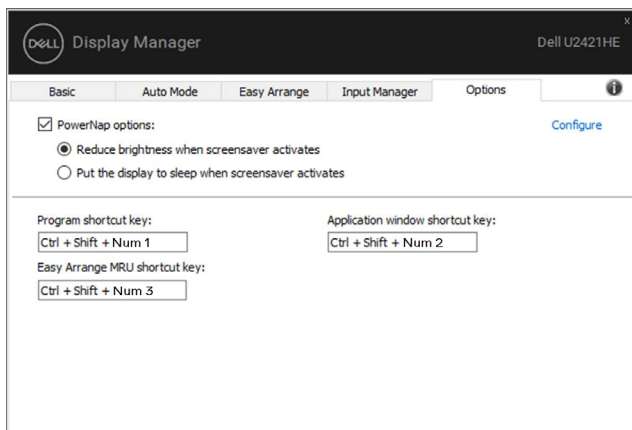 x
DELL Display Manager Dell U2421HE
Basic Auto Mode Easy Arrange Input Manager Options i
PowerNap options: Configure
Reduce brightness when screensaver activates
Put the display to sleep when screensaver activates
Program shortcut key: Application window shortcut key:
Ctrl + Shift + Num 1 Ctrl + Shift + Num 2
Easy Arrange MRU shortcut key:
Ctrl + Shift + Num 3